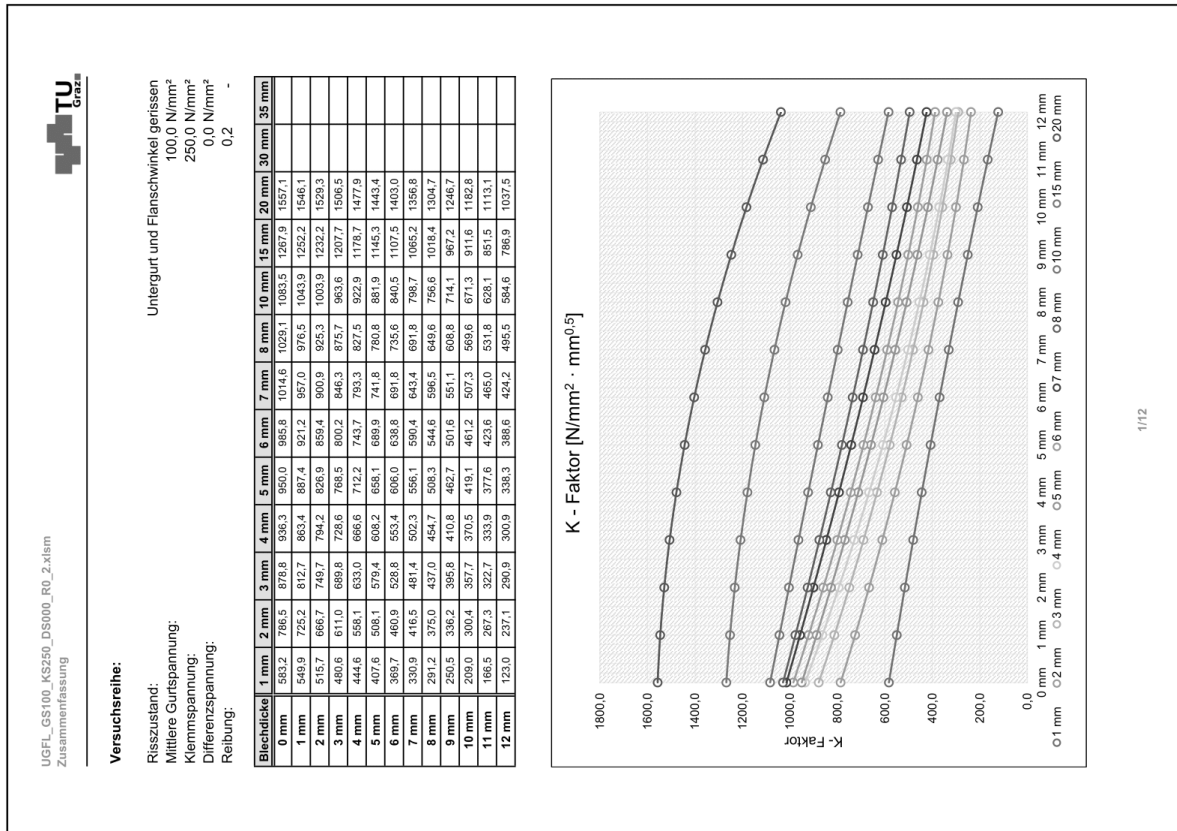 UGFL_GS100_KS250_DS000_R0_2.xlsm
Zusammenfassung
TU
Graz
Versuchsreihe:
Risszustand: Untergurt und Flanschwinkel gerissen
Mittlere Gurtspannung: 100,0 N/mm²
Klemmspannung: 250,0 N/mm²
Differenzspannung: 0,0 N/mm²
Reibung: 0,2 -
Blechdicke 1 mm 2 mm 3 mm 4 mm 5 mm 6 mm 7 mm 8 mm 10 mm 15 mm 20 mm 30 mm 35 mm
0 mm 583,2 786,5 878,8 936,3 950,0 985,8 1014,6 1029,1 1083,5 1267,9 1557,1
1 mm 549,9 725,2 812,7 863,4 887,4 921,2 957,0 976,5 1043,9 1252,2 1546,1
2 mm 515,7 666,7 749,7 794,2 826,9 859,4 900,9 925,3 1003,9 1232,2 1529,3
3 mm 480,6 611,0 689,8 728,6 768,5 800,2 846,3 875,7 963,6 1207,7 1506,5
4 mm 444,6 558,1 633,0 666,6 712,2 743,7 793,3 827,5 922,9 1178,7 1477,9
5 mm 407,6 508,1 579,4 608,2 658,1 689,9 741,8 780,8 881,9 1145,3 1443,4
6 mm 369,7 460,9 528,8 553,4 606,0 638,8 691,8 735,6 840,5 1107,5 1403,0
7 mm 330,9 416,5 481,4 502,3 556,1 590,4 643,4 691,8 798,7 1065,2 1356,8
8 mm 291,2 375,0 437,0 454,7 508,3 544,6 596,5 649,6 756,6 1018,4 1304,7
9 mm 250,5 336,2 395,8 410,8 462,7 501,6 551,1 608,8 714,1 967,2 1246,7
10 mm 209,0 300,4 357,7 370,5 419,1 461,2 507,3 569,6 671,3 911,6 1182,8
11 mm 166,5 267,3 322,7 333,9 377,6 423,6 465,0 531,8 628,1 851,5 1113,1
12 mm 123,0 237,1 290,9 300,9 338,3 388,6 424,2 495,5 584,6 786,9 1037,5
K - Faktor [N/mm² · mm⁰,⁵]
K- Faktor
1800,0
1600,0
1400,0
1200,0
1000,0
800,0
600,0
400,0
200,0
0,0
0 mm 1 mm 2 mm 3 mm 4 mm 5 mm 6 mm 7 mm 8 mm 9 mm 10 mm 11 mm 12 mm
1 mm 2 mm 3 mm 4 mm 5 mm 6 mm 7 mm 8 mm 10 mm 15 mm 20 mm
1/12